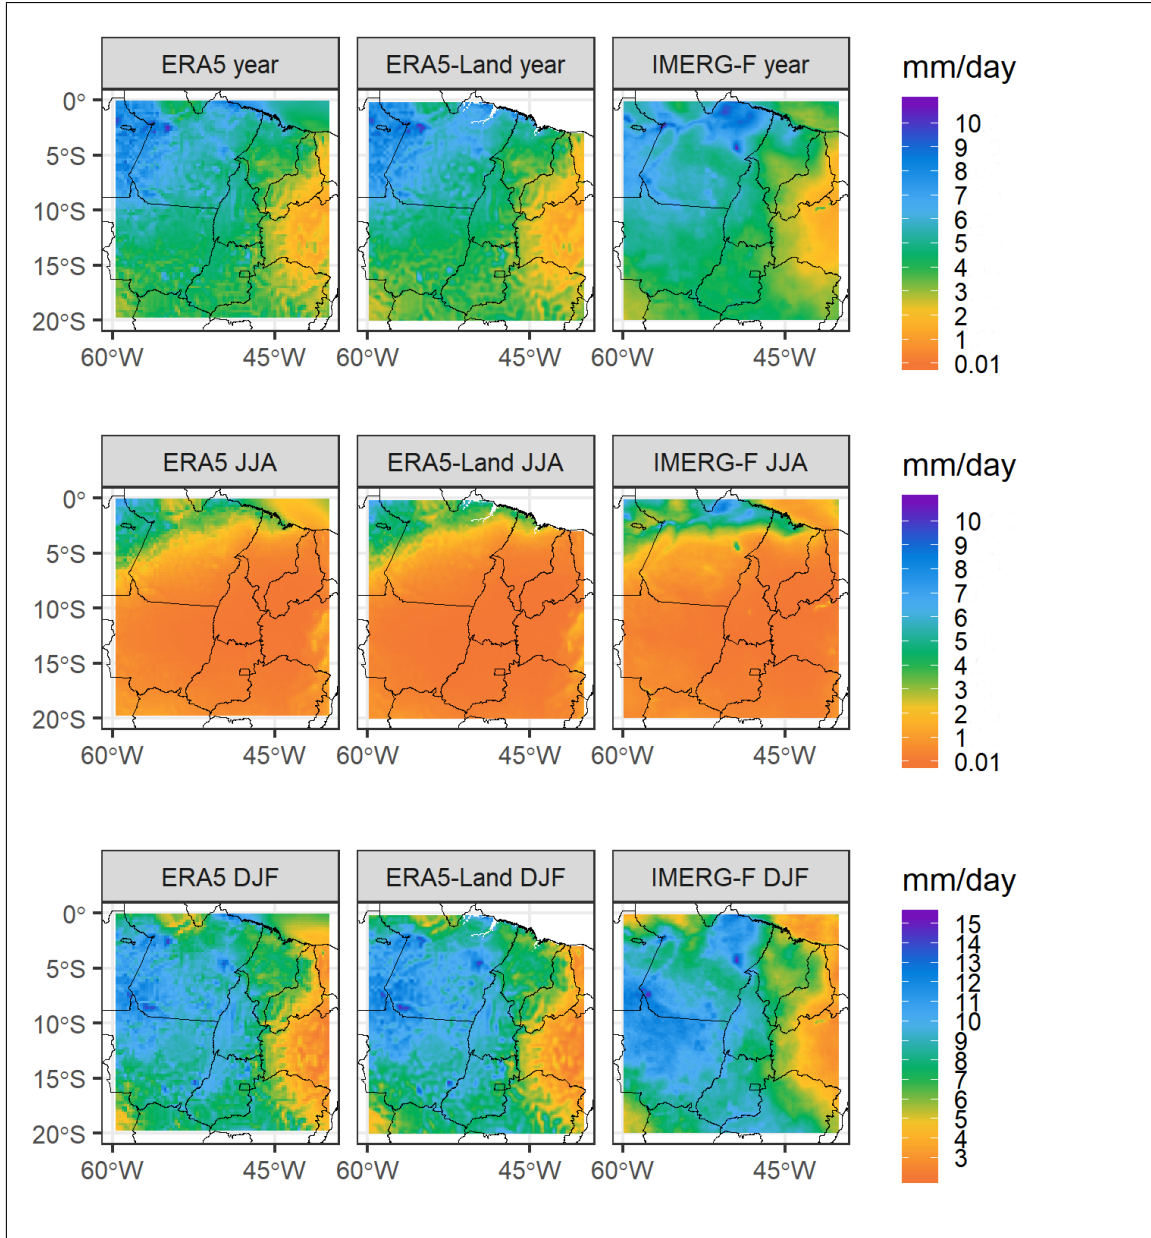 ERA5 year ERA5-Land year IMERG-F year
mm/day
0°
5°S
10°S
15°S
20°S
60°W 45°W 60°W 45°W 60°W 45°W
10
9
8
7
6
5
4
3
2
1
0.01
ERA5 JJA ERA5-Land JJA IMERG-F JJA
mm/day
0°
5°S
10°S
15°S
20°S
60°W 45°W 60°W 45°W 60°W 45°W
10
9
8
7
6
5
4
3
2
1
0.01
ERA5 DJF ERA5-Land DJF IMERG-F DJF
mm/day
0°
5°S
10°S
15°S
20°S
60°W 45°W 60°W 45°W 60°W 45°W
15
14
13
12
11
10
9
8
7
6
5
4
3